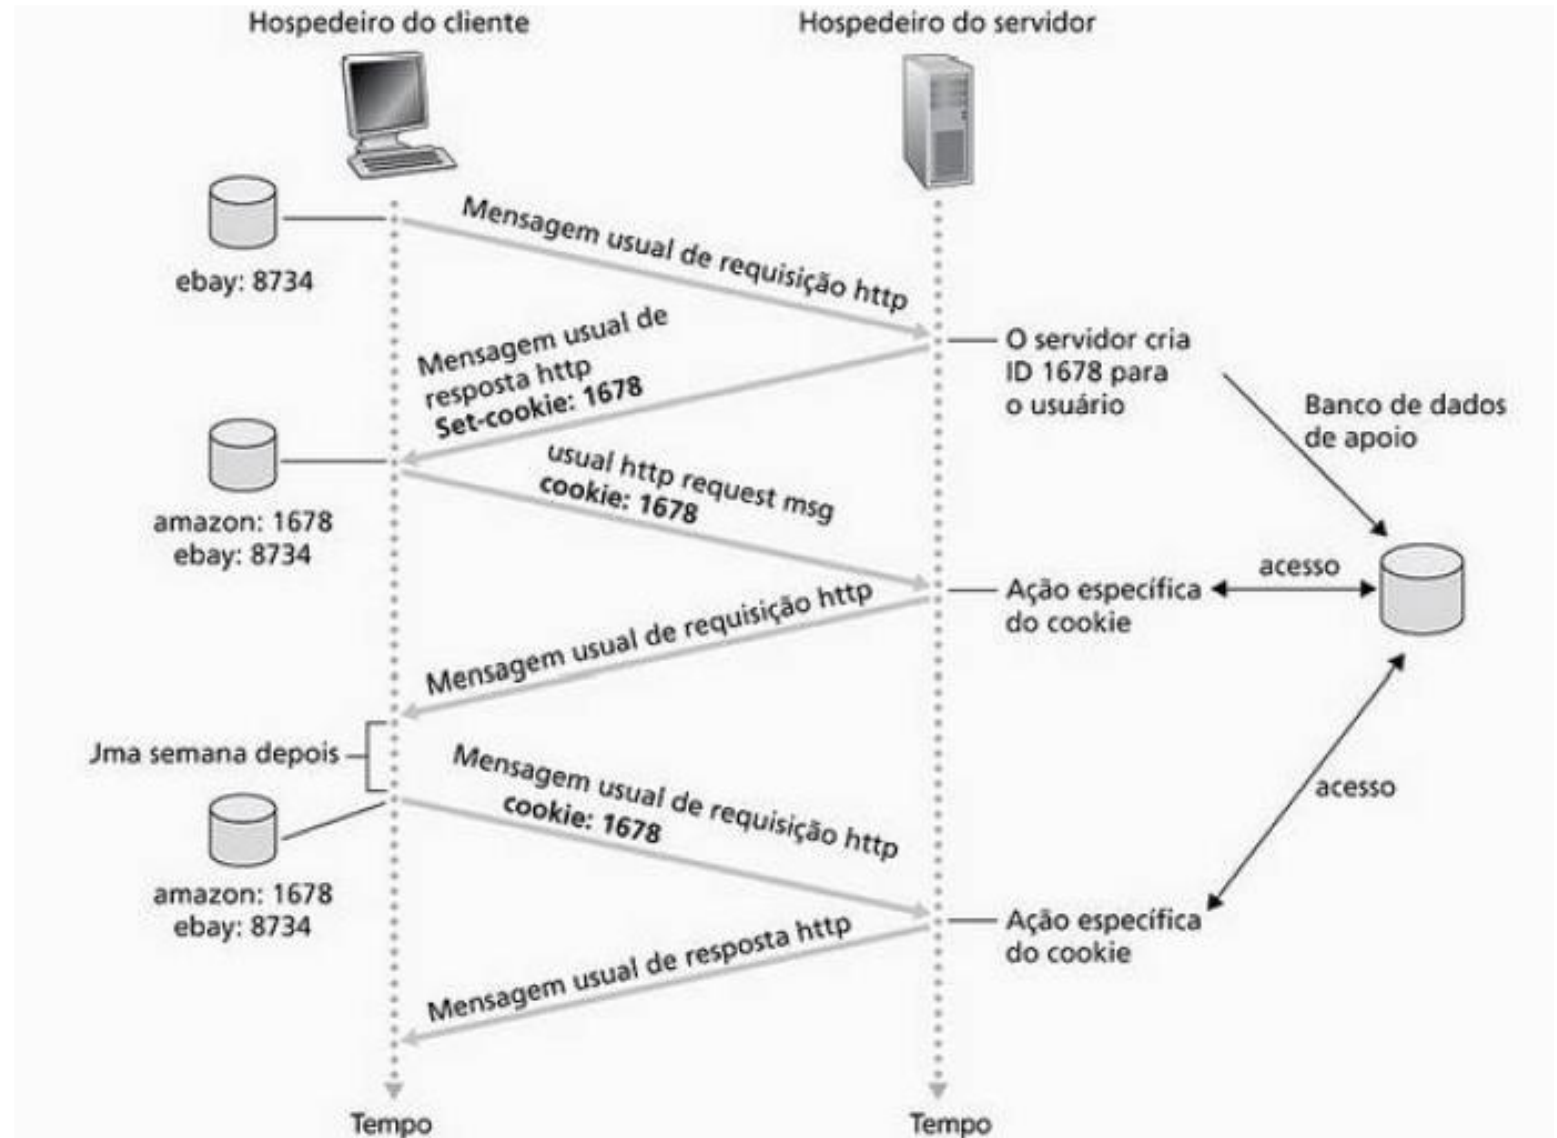 Hospedeiro do cliente
Hospedeiro do servidor
ebay: 8734
Mensagem usual de requisição http
O servidor cria
ID 1678 para
o usuário
Banco de dados
de apoio
Mensagem usual de
resposta http
Set-cookie: 1678
amazon: 1678
ebay: 8734
usual http request msg
cookie: 1678
Ação específica
do cookie
acesso
Mensagem usual de requisição http
Jma semana depois
amazon: 1678
ebay: 8734
Mensagem usual de requisição http
cookie: 1678
acesso
Ação específica
do cookie
Mensagem usual de resposta http
Tempo
Tempo